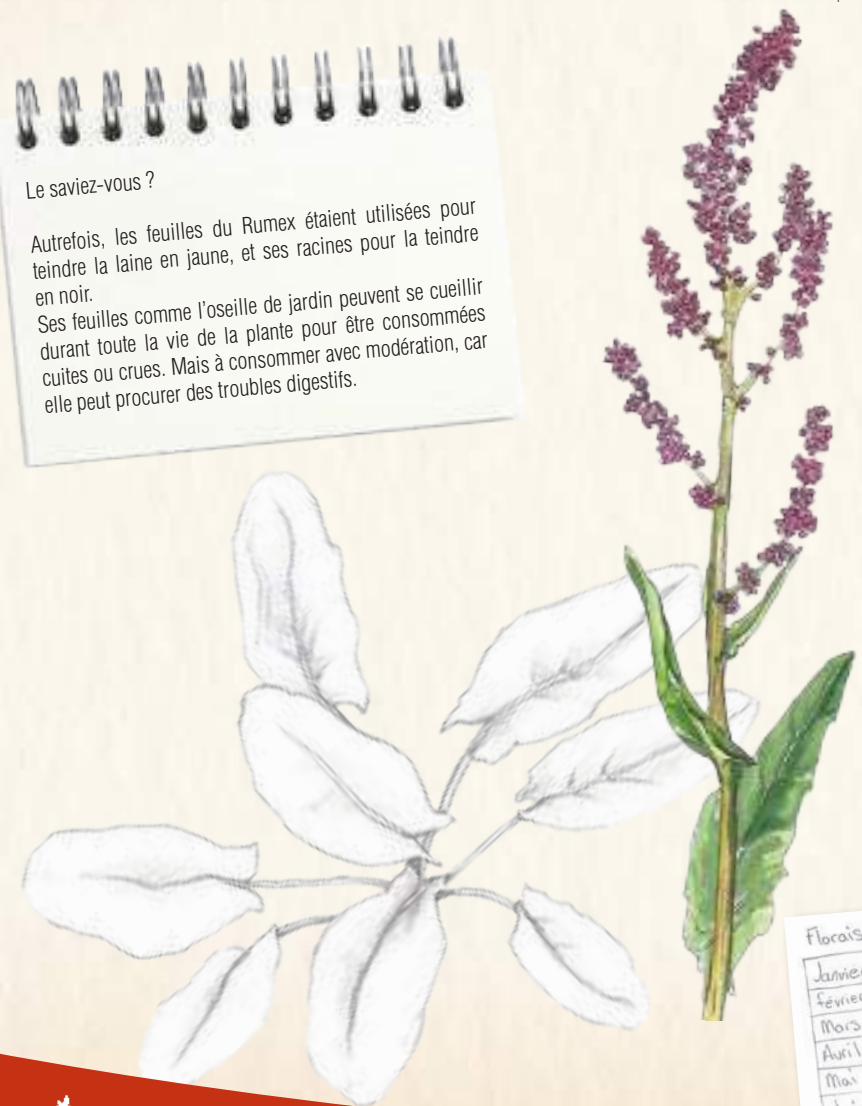 Le saviez-vous ?
Autrefois, les feuilles du Rumex étaient utilisées pour
teindre la laine en jaune, et ses racines pour la teindre
en noir.
Ses feuilles comme l'oseille de jardin peuvent se cueillir
durant toute la vie de la plante pour être consommées
cuites ou crues. Mais à consommer avec modération, car
elle peut procurer des troubles digestifs.
Florais
Janvier
février
Mars
Avril
Mai